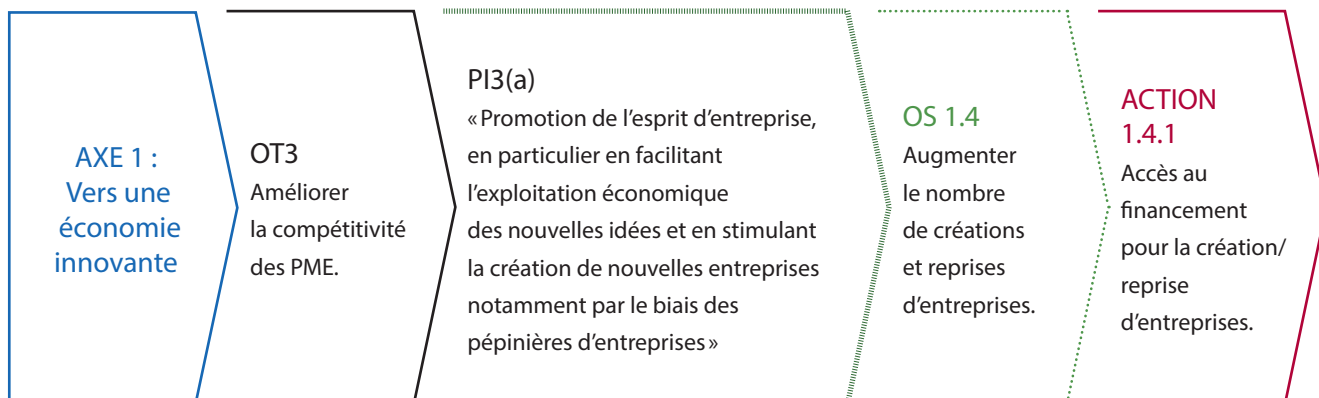 AXE 1 :
Vers une
économie
innovante
OT3
Améliorer
la compétitivité
des PME.
PI3(a)
« Promotion de l’esprit d’entreprise,
en particulier en facilitant
l’exploitation économique
des nouvelles idées et en stimulant
la création de nouvelles entreprises
notamment par le biais des
pépinières d’entreprises »
OS 1.4
Augmenter
le nombre
de créations
et reprises
d’entreprises.
ACTION
1.4.1
Accès au
financement
pour la création/
reprise
d’entreprises.